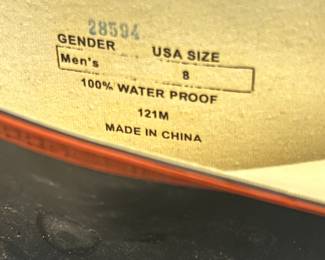 28594
GENDER USA SIZE
Men's 8
100% WATER PROOF
121M
MADE IN CHINA